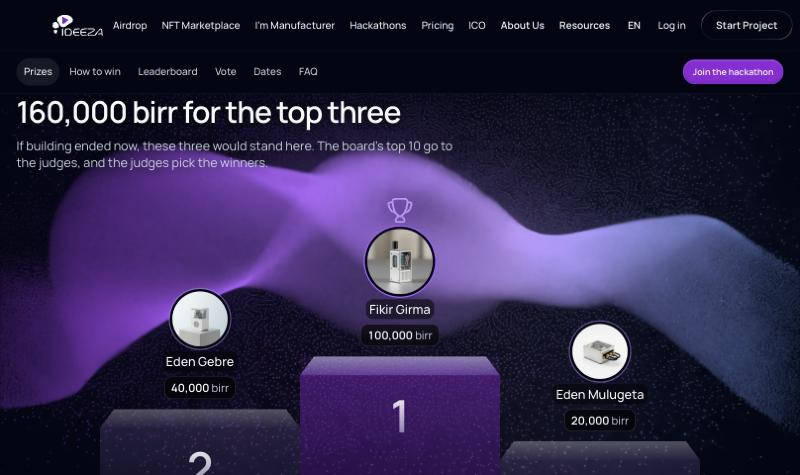 IDEEZA
Airdrop NFT Marketplace I'm Manufacturer Hackathons Pricing ICO About Us Resources EN Log in Start Project
Prizes How to win Leaderboard Vote Dates FAQ Join the hackathon
160,000 birr for the top three
If building ended now, these three would stand here. The board's top 10 go to
the judges, and the judges pick the winners.
Fikir Girma
100,000 birr
Eden Gebre
40,000 birr
Eden Mulugeta
20,000 birr
1
2